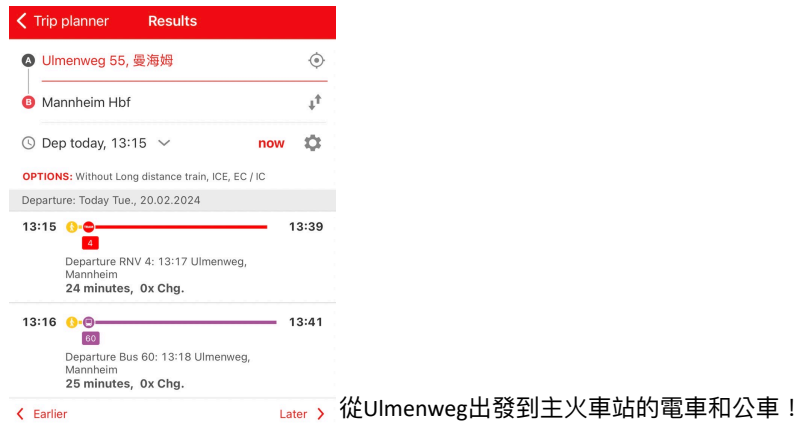 Trip planner Results
A Ulmenweg 55, 曼海姆
B Mannheim Hbf
Dep today, 13:15 now
OPTIONS: Without Long distance train, ICE, EC / IC
Departure: Today Tue., 20.02.2024
13:15 13:39
4
Departure RNV 4: 13:17 Ulmenweg,
Mannheim
24 minutes, 0x Chg.
13:16 13:41
60
Departure Bus 60: 13:18 Ulmenweg,
Mannheim
25 minutes, 0x Chg.
Earlier Later
從Ulmenweg出發到主火車站的電車和公車！